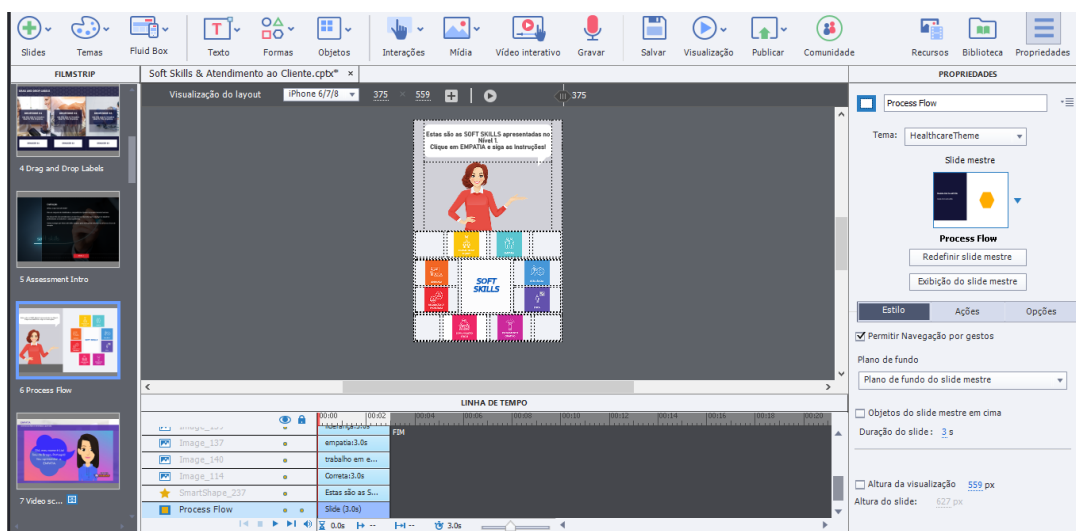 Slides
Temas
Fluid Box
Texto
Formas
Objetos
Interações
Mídia
Vídeo interativo
Gravar
Salvar
Visualização
Publicar
Comunidade
Recursos
Biblioteca
Propriedades
FILMSTRIP
Soft Skills & Atendimento ao Cliente.cptx* ×
PROPRIEDADES
Visualização do layout iPhone 6/7/8 375 × 559 375
4 Drag and Drop Labels
5 Assessment Intro
6 Process Flow
7 Video sc...
Estas são as SOFT SKILLS apresentadas no
Nível 1.
Clique em EMPATIA e siga as instruções!
SOFT
SKILLS
SOFT SKILLS
Process Flow
Tema: HealthcareTheme
Slide mestre
Process Flow
Redefinir slide mestre
Exibição do slide mestre
Estilo Ações Opções
Permitir Navegação por gestos
Plano de fundo
Plano de fundo do slide mestre
Objetos do slide mestre em cima
Duração do slide: 3 s
Altura da visualização 559 px
Altura do slide: 627 px
LINHA DE TEMPO
00:00 00:02 00:04 00:06 00:08 00:10 00:12 00:14 00:16 00:18 00:20
FIM
Image_137 empatia:3.0s
Image_140 trabalho em e...
Image_114 Correta:3.0s
SmartShape_237 Estas são as S...
Process Flow Slide (3.0s)
0.0s -- -- 3.0s